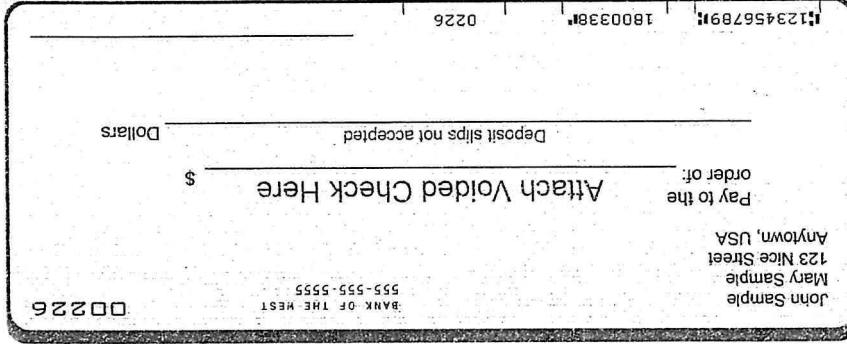 John Sample
Mary Sample
123 Nice Street
Anytown, USA
BANK OF THE WEST
555-555-5555
00226
Pay to the
order of:
Attach Voided Check Here
$
Deposit slips not accepted
Dollars
⑆123456789⑆ 1800338⑈ 0226